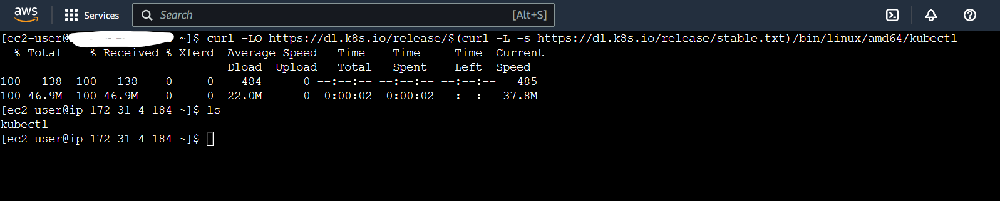 aws Services Search [Alt+S]
[ec2-user@ ~]$ curl -LO https://dl.k8s.io/release/$(curl -L -s https://dl.k8s.io/release/stable.txt)/bin/linux/amd64/kubectl
% Total % Received % Xferd Average Speed Time Time Time Current
Dload Upload Total Spent Left Speed
100 138 100 138 0 0 484 0 --:--:-- --:--:-- --:--:-- 485
100 46.9M 100 46.9M 0 0 22.0M 0 0:00:02 0:00:02 --:--:-- 37.8M
[ec2-user@ip-172-31-4-184 ~]$ ls
kubectl
[ec2-user@ip-172-31-4-184 ~]$